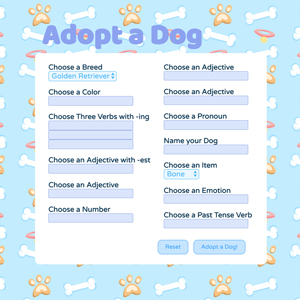 Adopt a Dog
Choose a Breed
Golden Retriever
Choose a Color
Choose Three Verbs with -ing
Choose an Adjective with -est
Choose an Adjective
Choose a Number
Choose an Adjective
Choose an Adjective
Choose a Pronoun
Name your Dog
Choose an Item
Bone
Choose an Emotion
Choose a Past Tense Verb
Reset
Adopt a Dog!